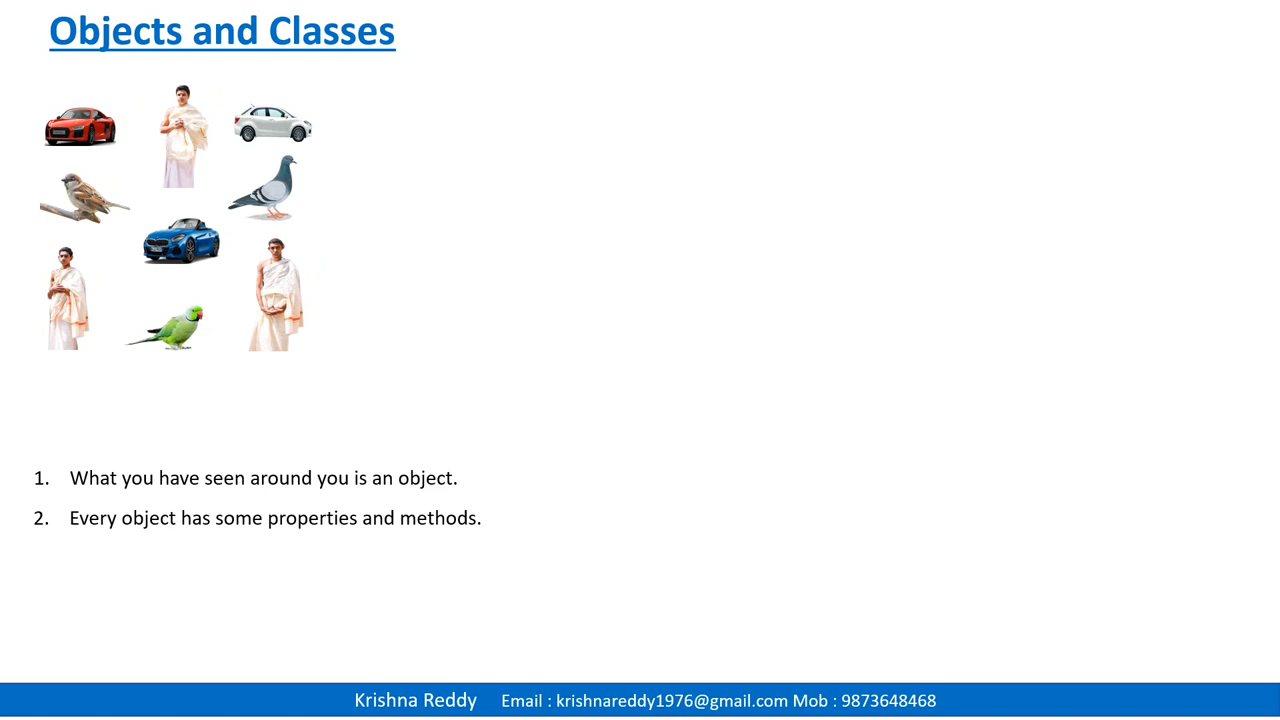 Objects and Classes
1. What you have seen around you is an object.
2. Every object has some properties and methods.
Krishna Reddy Email : krishnareddy1976@gmail.com Mob : 9873648468